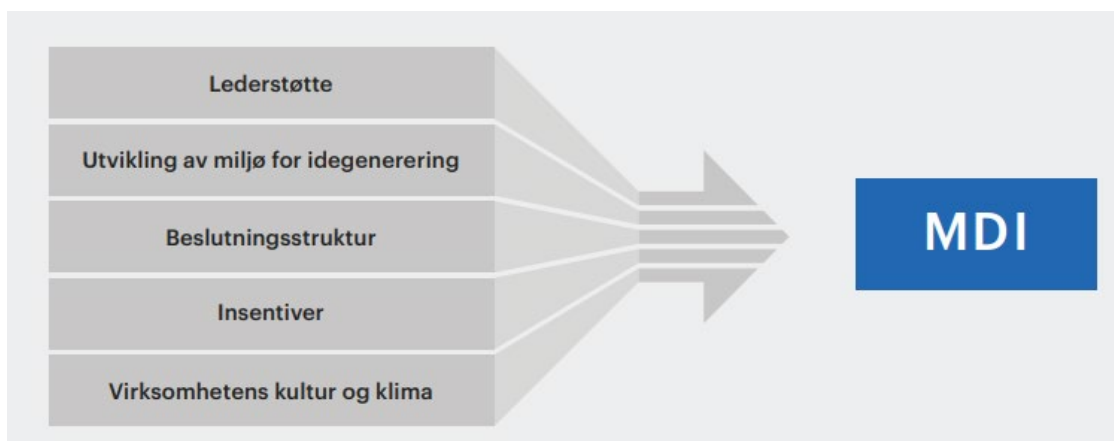 Lederstøtte
Utvikling av miljø for idegenerering
Beslutningsstruktur
Insentiver
Virksomhetens kultur og klima
MDI